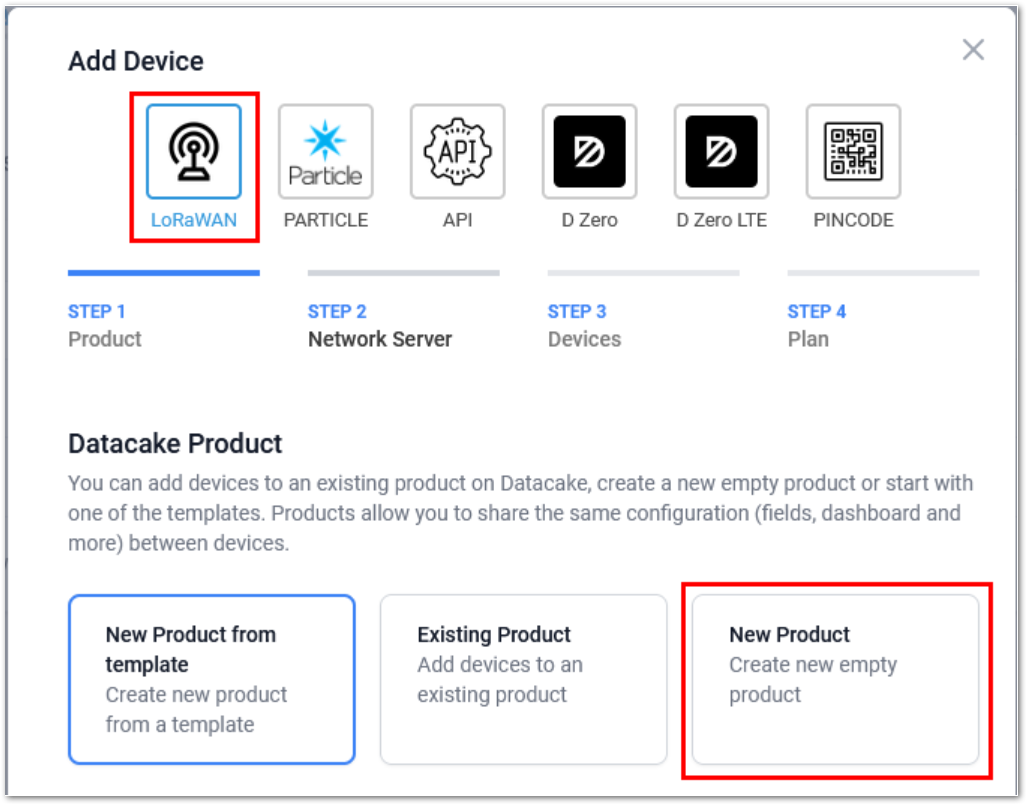 Add Device
Particle
API
LoRaWAN PARTICLE API D Zero D Zero LTE PINCODE
STEP 1 STEP 2 STEP 3 STEP 4
Product Network Server Devices Plan
Datacake Product
You can add devices to an existing product on Datacake, create a new empty product or start with
one of the templates. Products allow you to share the same configuration (fields, dashboard and
more) between devices.
New Product from
template
Create new product
from a template
Existing Product
Add devices to an
existing product
New Product
Create new empty
product